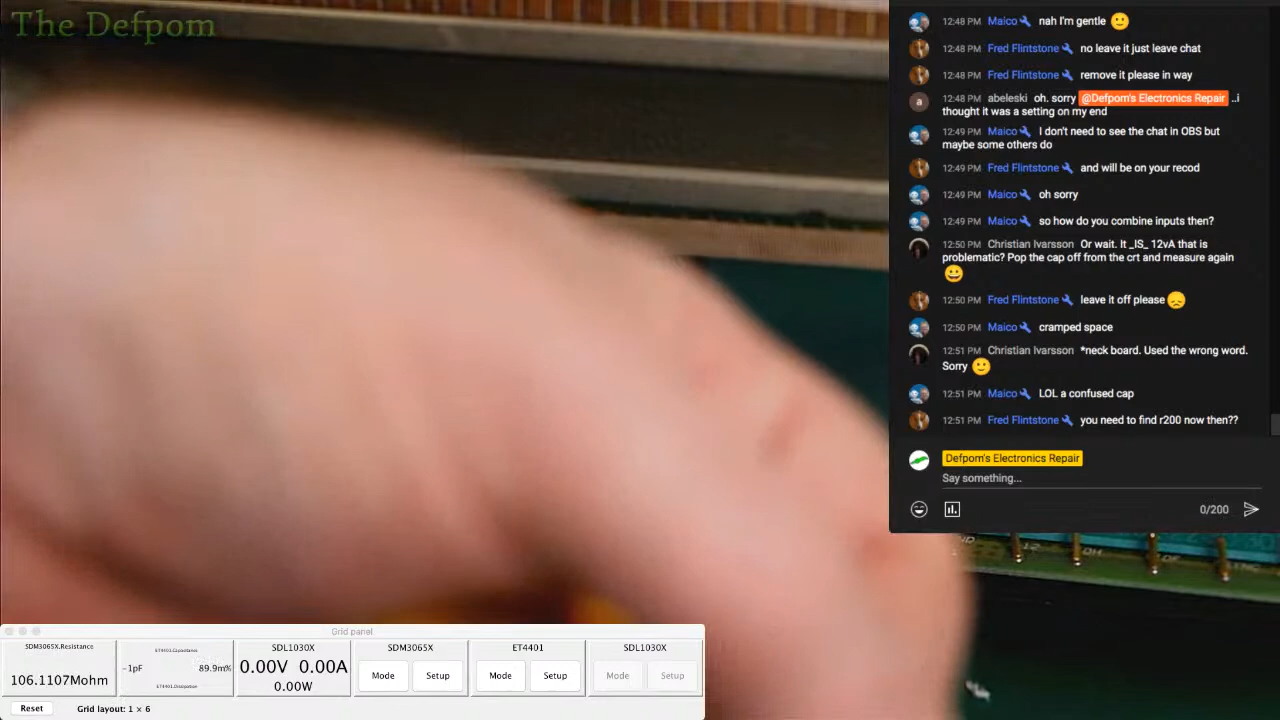 The Defpom
12:48 PM Maico nah I'm gentle
12:48 PM Fred Flintstone no leave it just leave chat
12:48 PM Fred Flintstone remove it please in way
12:48 PM abeleski oh. sorry @Defpom's Electronics Repair ..i
thought it was a setting on my end
12:49 PM Maico I don't need to see the chat in OBS but
maybe some others do
12:49 PM Fred Flintstone and will be on your recod
12:49 PM Maico oh sorry
12:49 PM Maico so how do you combine inputs then?
12:50 PM Christian Ivarsson Or wait. It _IS_ 12vA that is
problematic? Pop the cap off from the crt and measure again
12:50 PM Fred Flintstone leave it off please
12:50 PM Maico cramped space
12:51 PM Christian Ivarsson *neck board. Used the wrong word.
Sorry
12:51 PM Maico LOL a confused cap
12:51 PM Fred Flintstone you need to find r200 now then??
Defpom's Electronics Repair
Say something...
0/200
12 OH
Grid panel
SDM3065X.Resistance
106.1107Mohm
ET4401.Capacitance
-1pF 89.9m%
ET4401.Dissipation
SDL1030X
0.00V 0.00A
0.00W
SDM3065X
Mode Setup
ET4401
Mode Setup
SDL1030X
Mode Setup
Reset Grid layout: 1 × 6